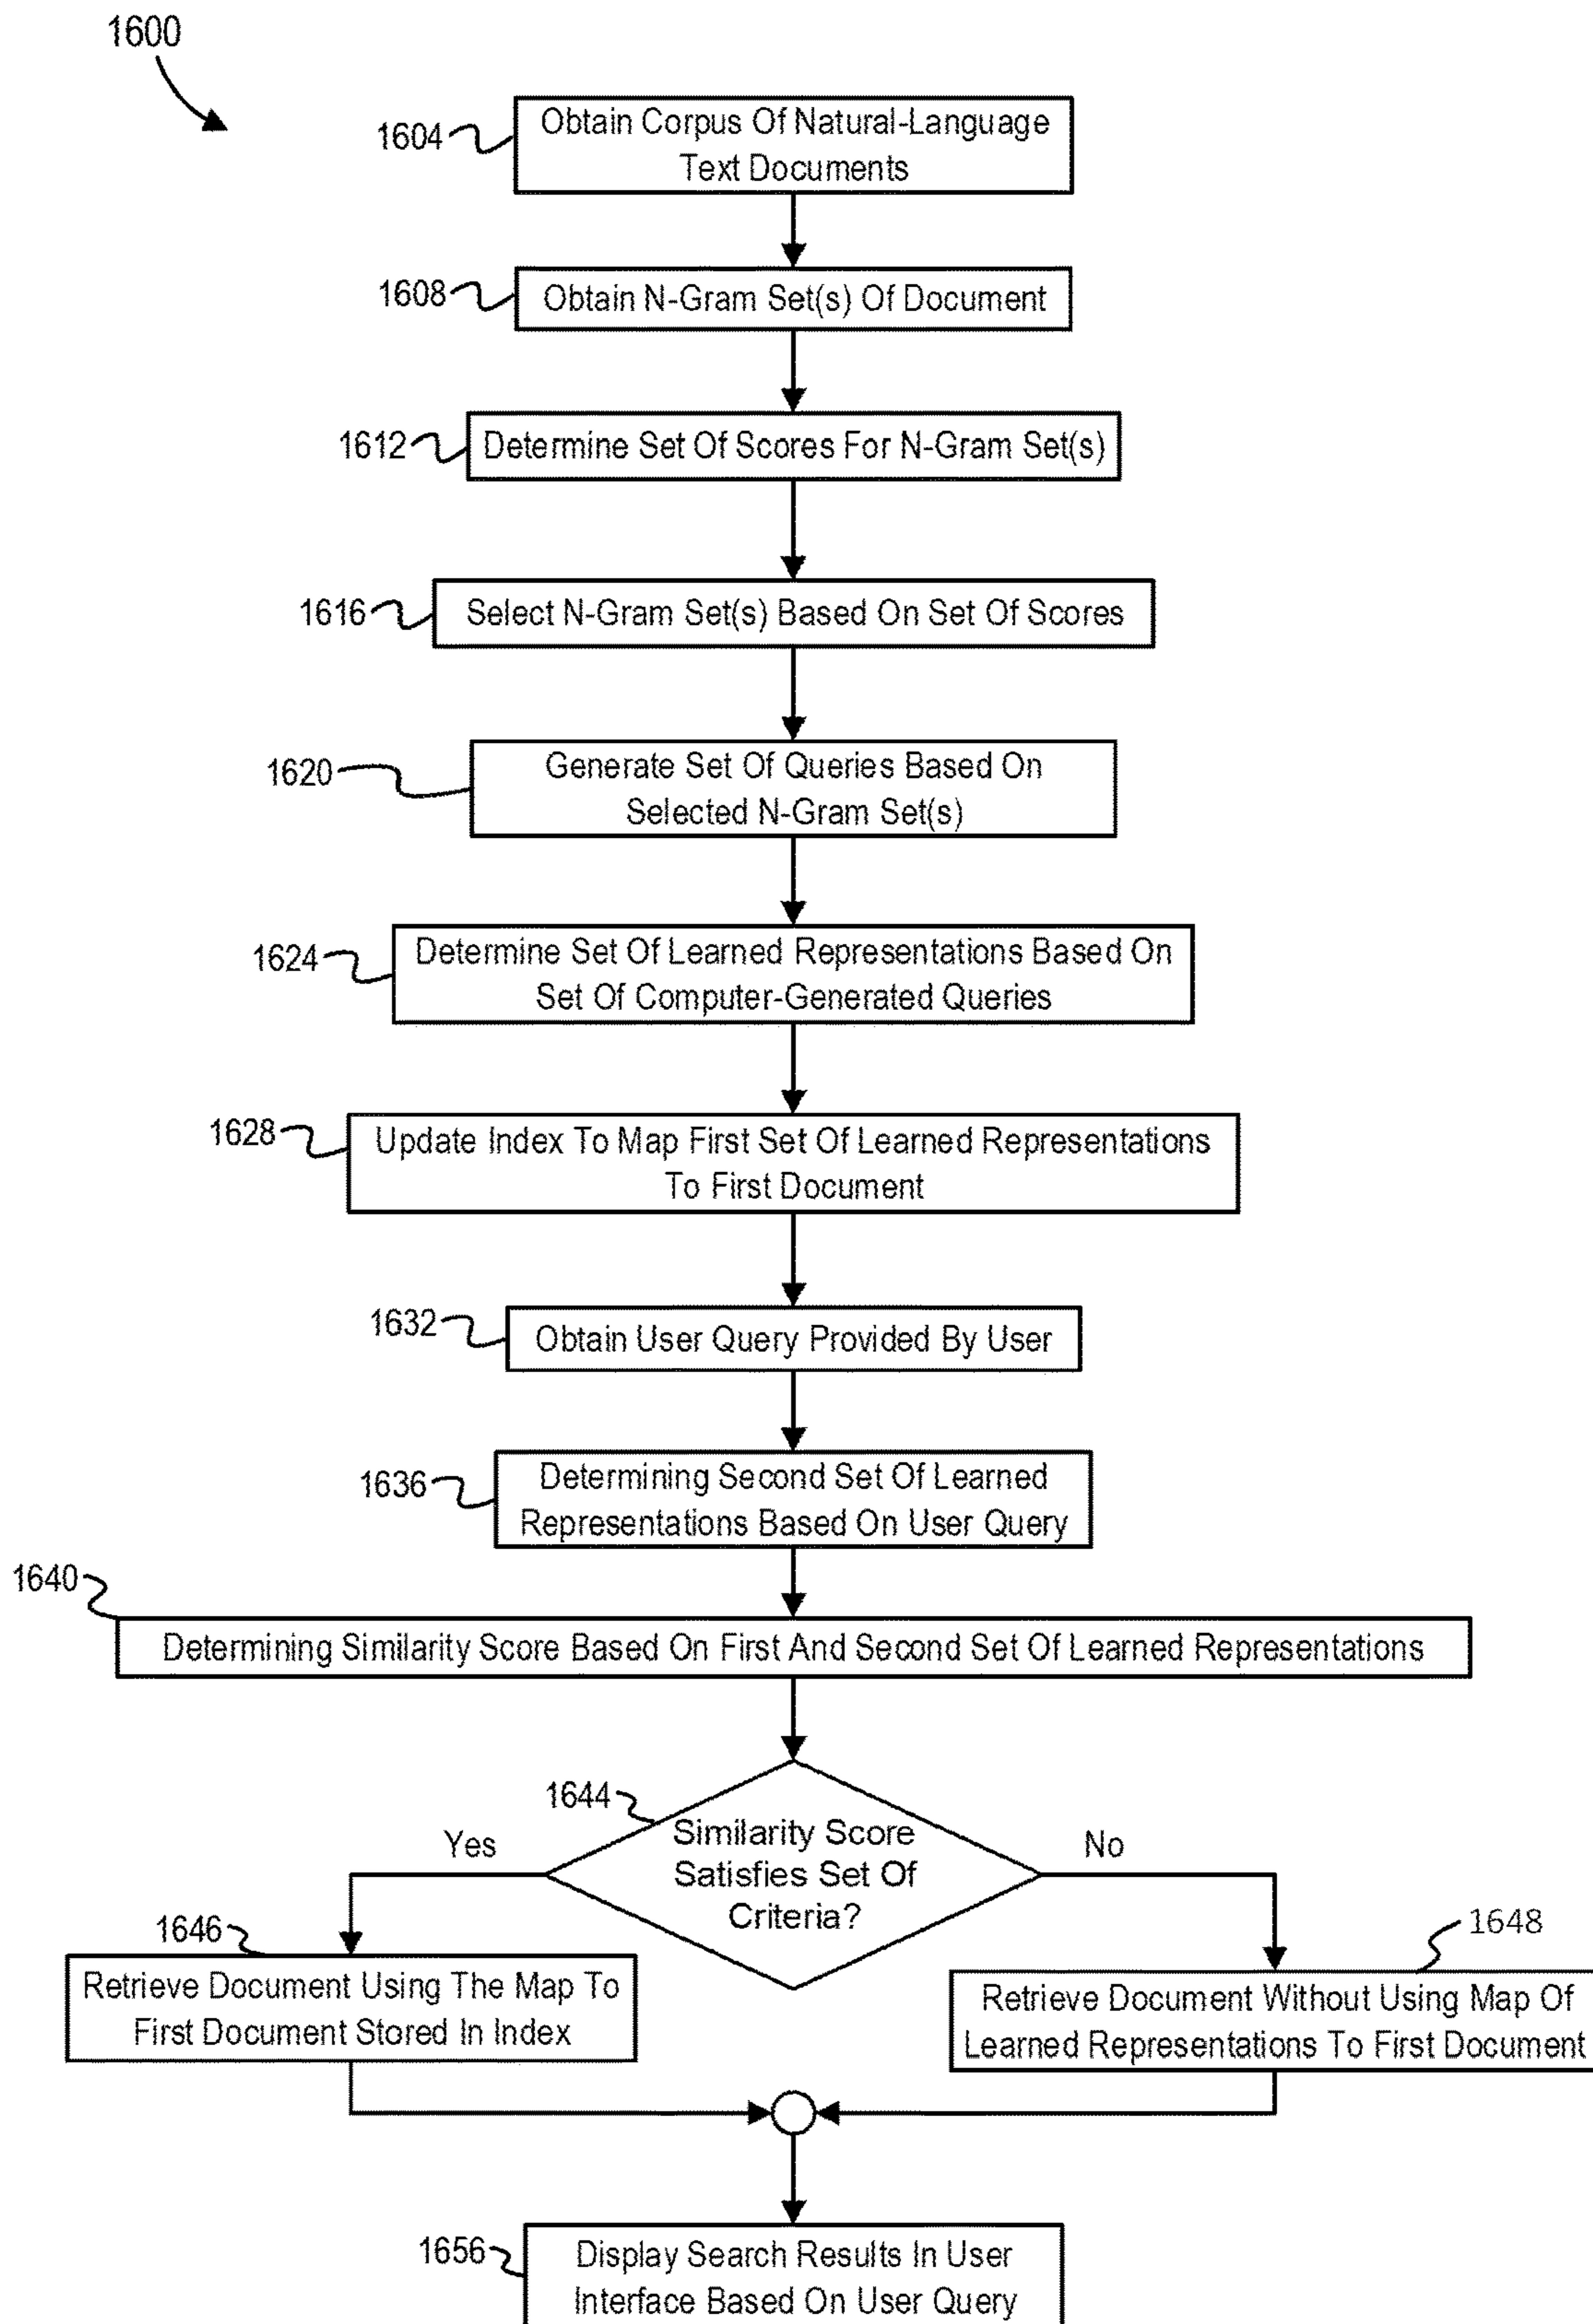 1600
1604
Obtain Corpus Of Natural-Language
Text Documents
1608
Obtain N-Gram Set(s) Of Document
1612
Determine Set Of Scores For N-Gram Set(s)
1616
Select N-Gram Set(s) Based On Set Of Scores
1620
Generate Set Of Queries Based On
Selected N-Gram Set(s)
1624
Determine Set Of Learned Representations Based On
Set Of Computer-Generated Queries
1628
Update Index To Map First Set Of Learned Representations
To First Document
1632
Obtain User Query Provided By User
1636
Determining Second Set Of Learned
Representations Based On User Query
1640
Determining Similarity Score Based On First And Second Set Of Learned Representations
1644
Similarity Score
Satisfies Set Of
Criteria?
Yes
No
1646
Retrieve Document Using The Map To
First Document Stored In Index
1648
Retrieve Document Without Using Map Of
Learned Representations To First Document
1656
Display Search Results In User
Interface Based On User Query